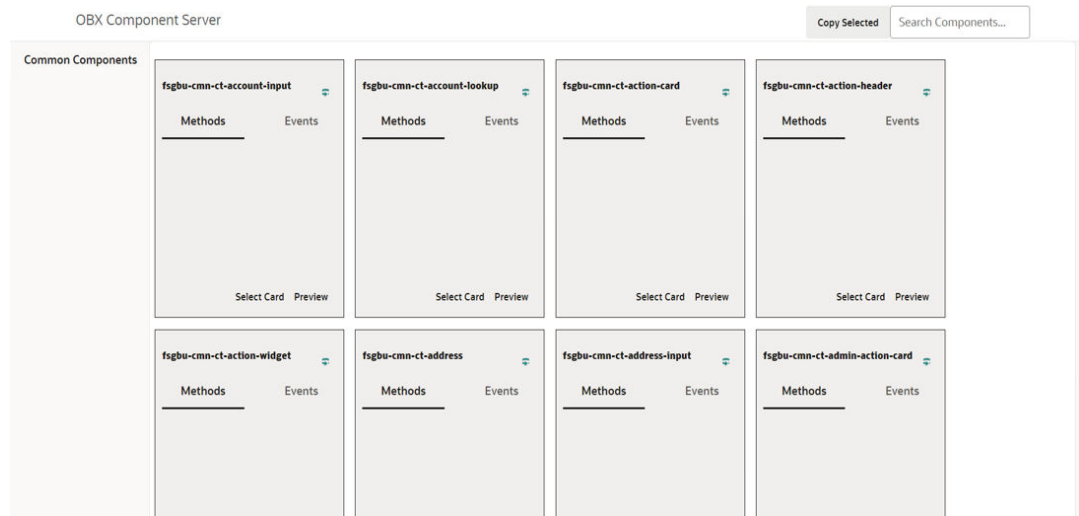 OBX Component Server
Copy Selected
Search Components...
Common Components
fsgbu-cmn-ct-account-input
Methods Events
Select Card Preview
fsgbu-cmn-ct-account-lookup
Methods Events
Select Card Preview
fsgbu-cmn-ct-action-card
Methods Events
Select Card Preview
fsgbu-cmn-ct-action-header
Methods Events
Select Card Preview
fsgbu-cmn-ct-action-widget
Methods Events
fsgbu-cmn-ct-address
Methods Events
fsgbu-cmn-ct-address-input
Methods Events
fsgbu-cmn-ct-admin-action-card
Methods Events